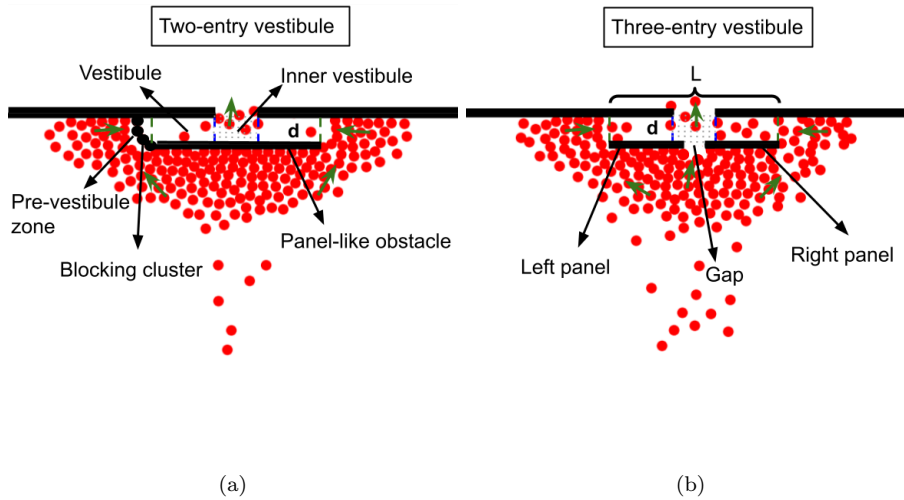 Two-entry vestibule
Vestibule
Inner vestibule
d
Pre-vestibule
zone
Blocking cluster
Panel-like obstacle
(a)
Three-entry vestibule
L
d
Left panel
Gap
Right panel
(b)